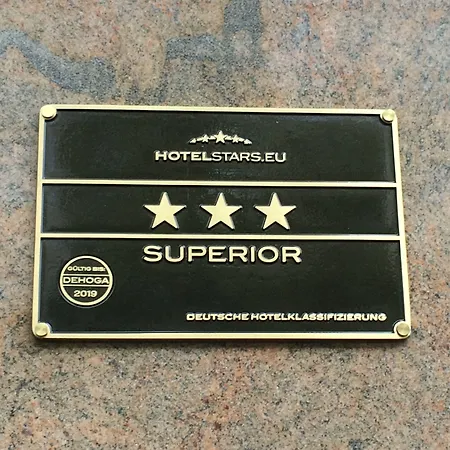 HOTELSTARS.EU
SUPERIOR
GÜLTIG BIS:
DEHOGA
2019
DEUTSCHE HOTELKLASSIFIZIERUNG